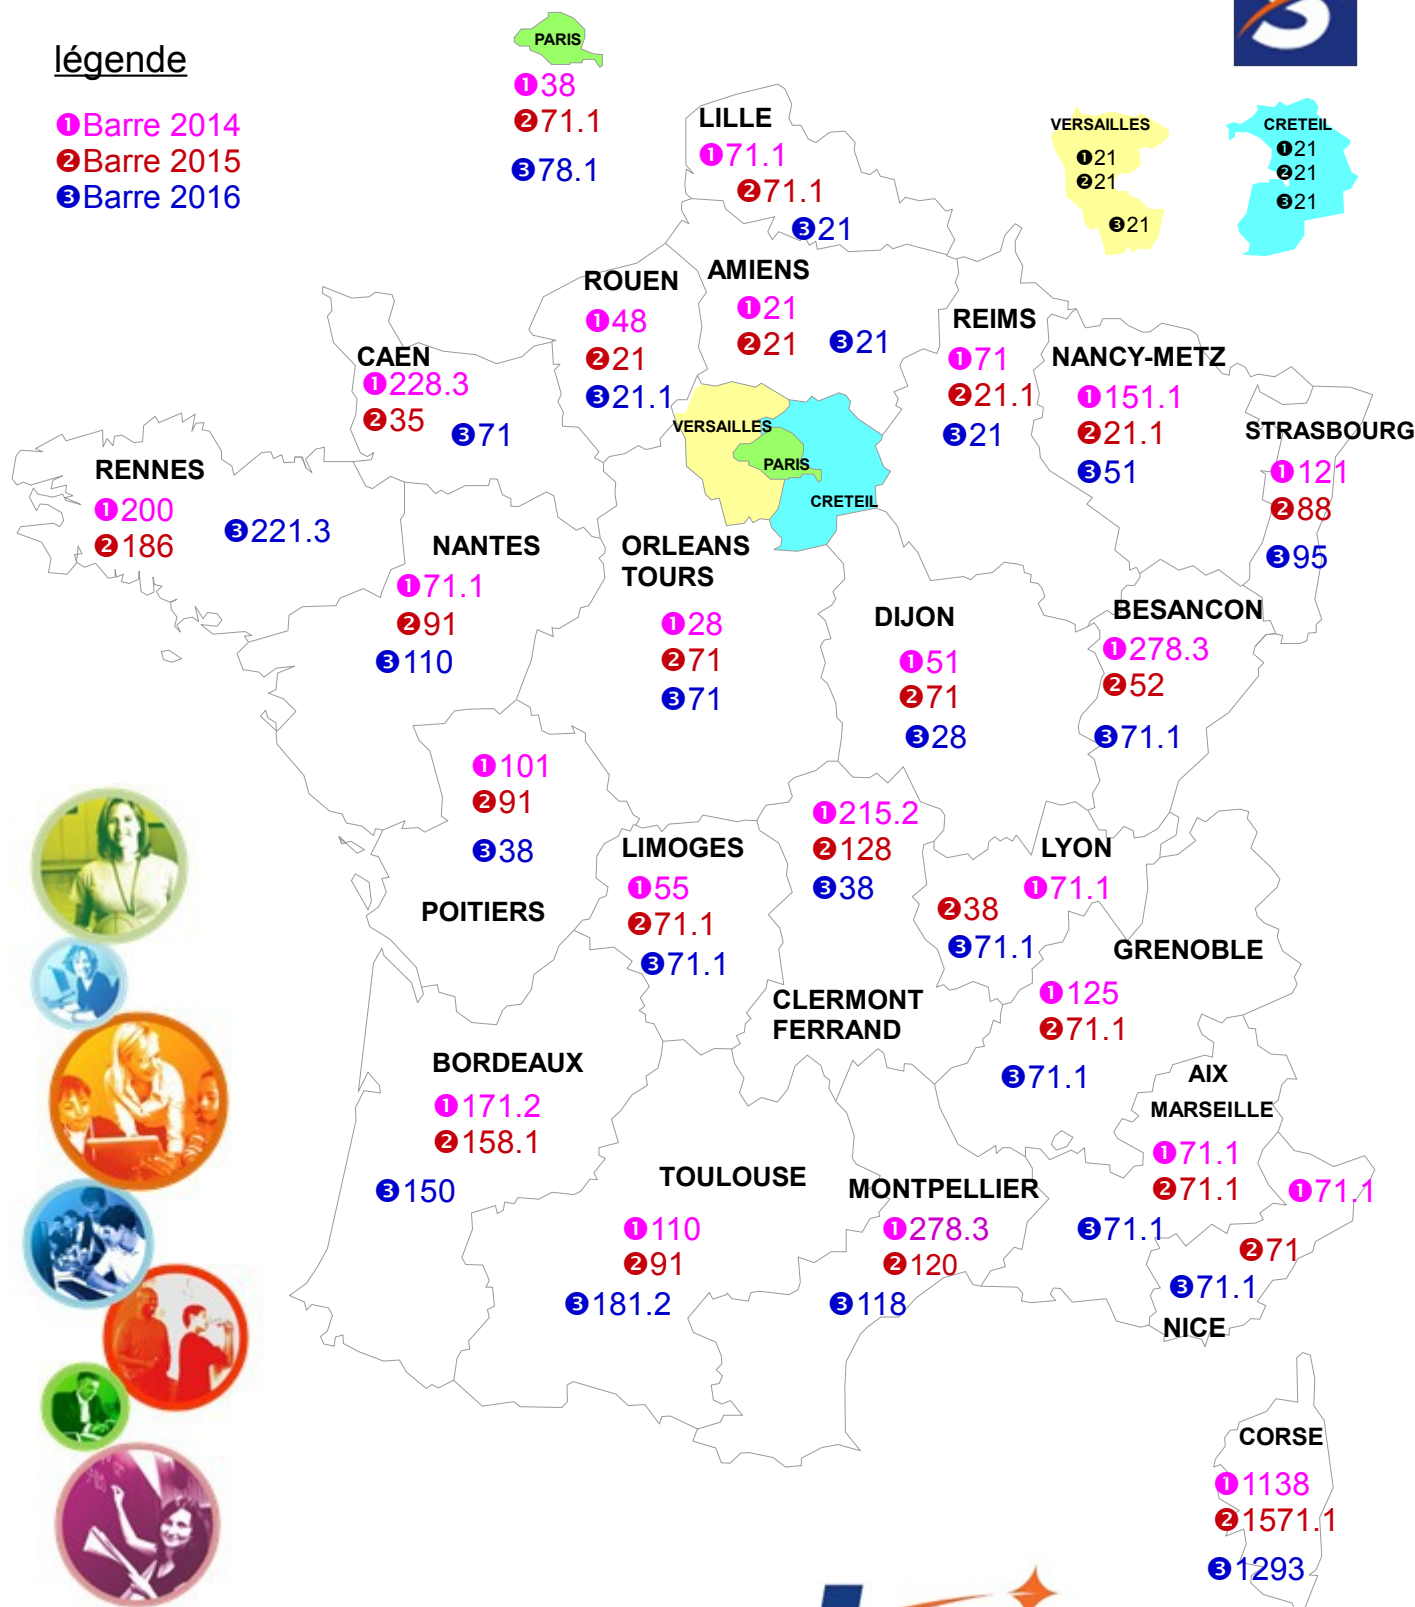 légende
❶Barre 2014
❷Barre 2015
❸Barre 2016
PARIS
❶38
❷71.1
❸78.1
LILLE
❶71.1
❷71.1
❸21
VERSAILLES
❶21
❷21
❸21
CRETEIL
❶21
❷21
❸21
ROUEN
❶48
❷21
❸21.1
AMIENS
❶21
❷21
❸21
REIMS
❶71
❷21.1
❸21
NANCY-METZ
❶151.1
❷21.1
❸51
STRASBOURG
❶121
❷88
❸95
CAEN
❶228.3
❷35
❸71
VERSAILLES
PARIS
CRETEIL
RENNES
❶200
❷186
❸221.3
NANTES
❶71.1
❷91
❸110
ORLEANS
TOURS
❶28
❷71
❸71
DIJON
❶51
❷71
❸28
BESANCON
❶278.3
❷52
❸71.1
❶101
❷91
❸38
POITIERS
LIMOGES
❶55
❷71.1
❸71.1
❶215.2
❷128
❸38
CLERMONT
FERRAND
LYON
❶71.1
❷38
❸71.1
GRENOBLE
❶125
❷71.1
❸71.1
BORDEAUX
❶171.2
❷158.1
❸150
TOULOUSE
❶110
❷91
❸181.2
MONTPELLIER
❶278.3
❷120
❸118
AIX
MARSEILLE
❶71.1
❷71.1
❸71.1
❶71.1
❷71
❸71.1
NICE
CORSE
❶1138
❷1571.1
❸1293